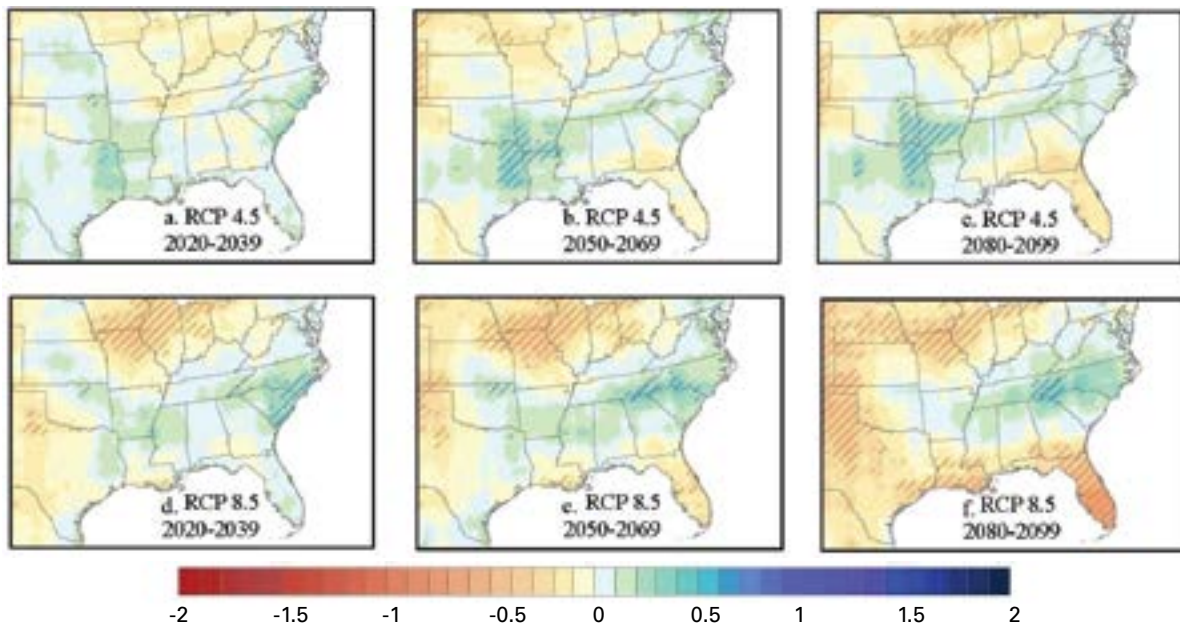 a. RCP 4.5
2020-2039
b. RCP 4.5
2050-2069
c. RCP 4.5
2080-2099
d. RCP 8.5
2020-2039
e. RCP 8.5
2050-2069
f. RCP 8.5
2080-2099
-2 -1.5 -1 -0.5 0 0.5 1 1.5 2